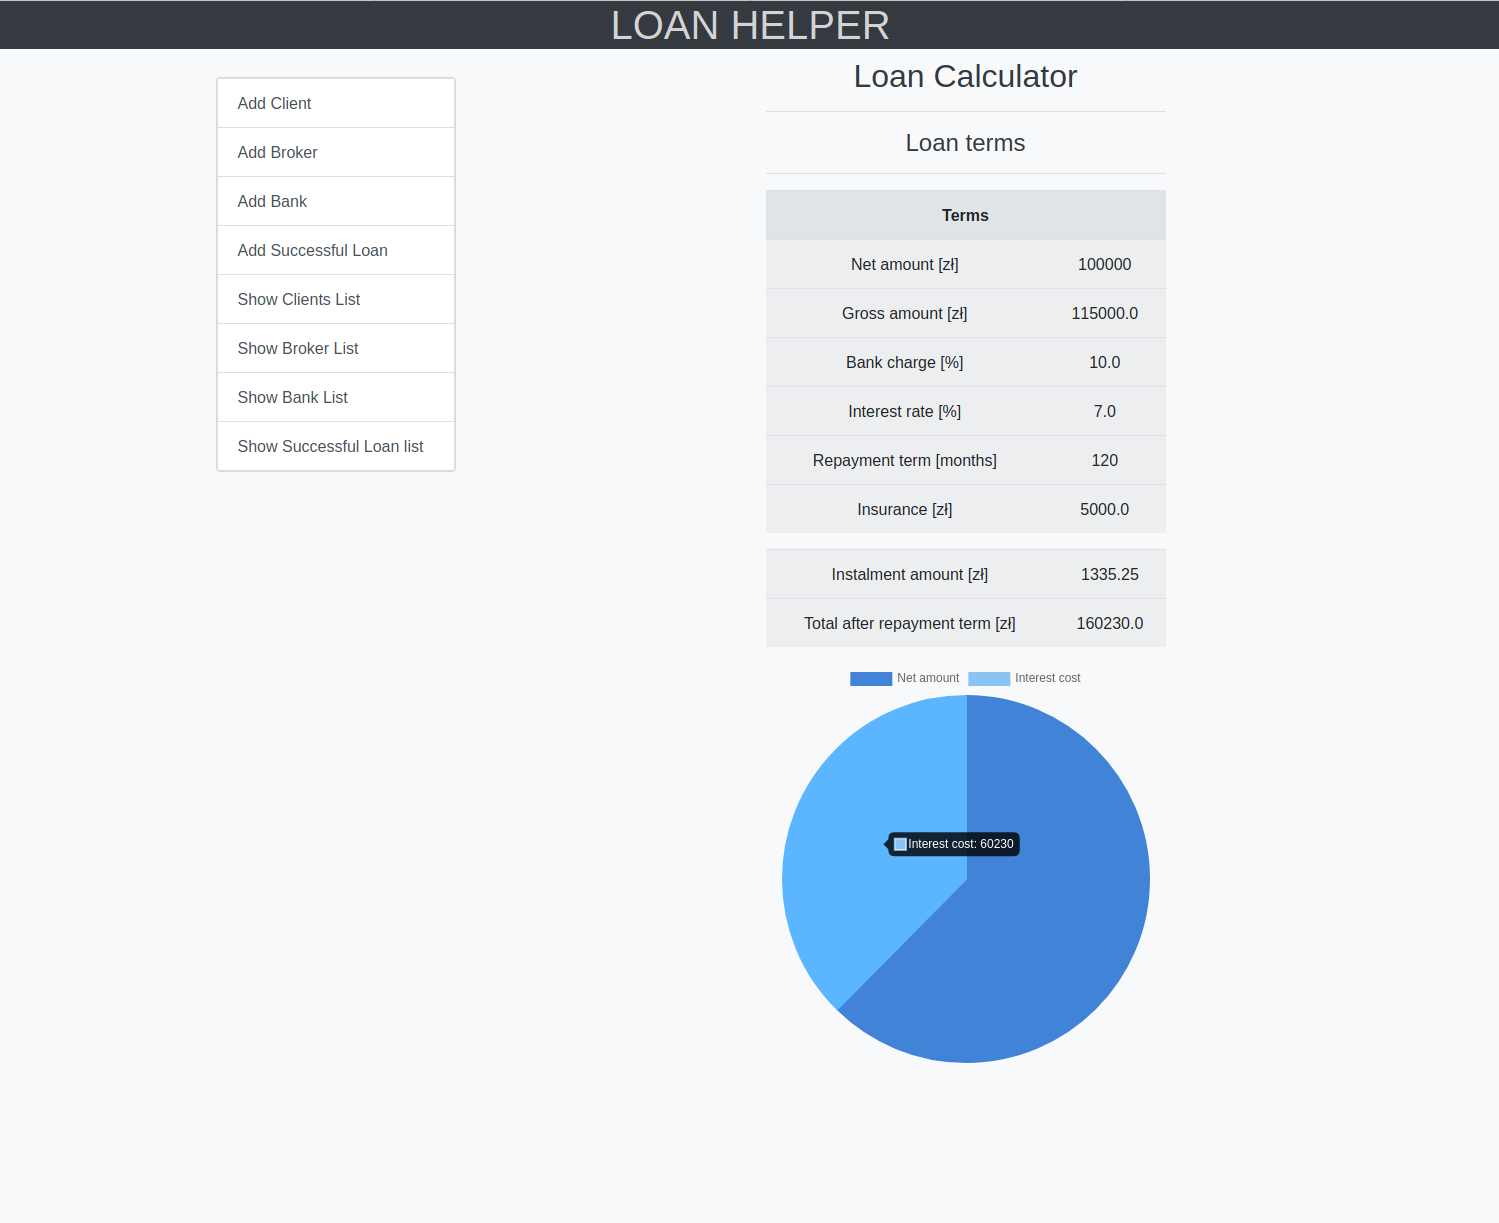 LOAN HELPER
Add Client
Add Broker
Add Bank
Add Successful Loan
Show Clients List
Show Broker List
Show Bank List
Show Successful Loan list
Loan Calculator
Loan terms
Terms
Net amount [zł] 100000
Gross amount [zł] 115000.0
Bank charge [%] 10.0
Interest rate [%] 7.0
Repayment term [months] 120
Insurance [zł] 5000.0
Instalment amount [zł] 1335.25
Total after repayment term [zł] 160230.0
Net amount Interest cost
Interest cost: 60230